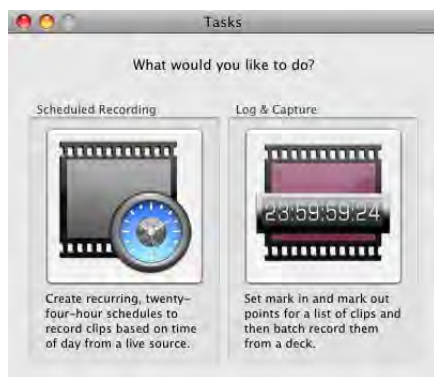 Tasks
What would you like to do?
Scheduled Recording
Create recurring, twenty-
four-hour schedules to
record clips based on time
of day from a live source.
Log & Capture
23:59:59:24
Set mark in and mark out
points for a list of clips and
then batch record them
from a deck.